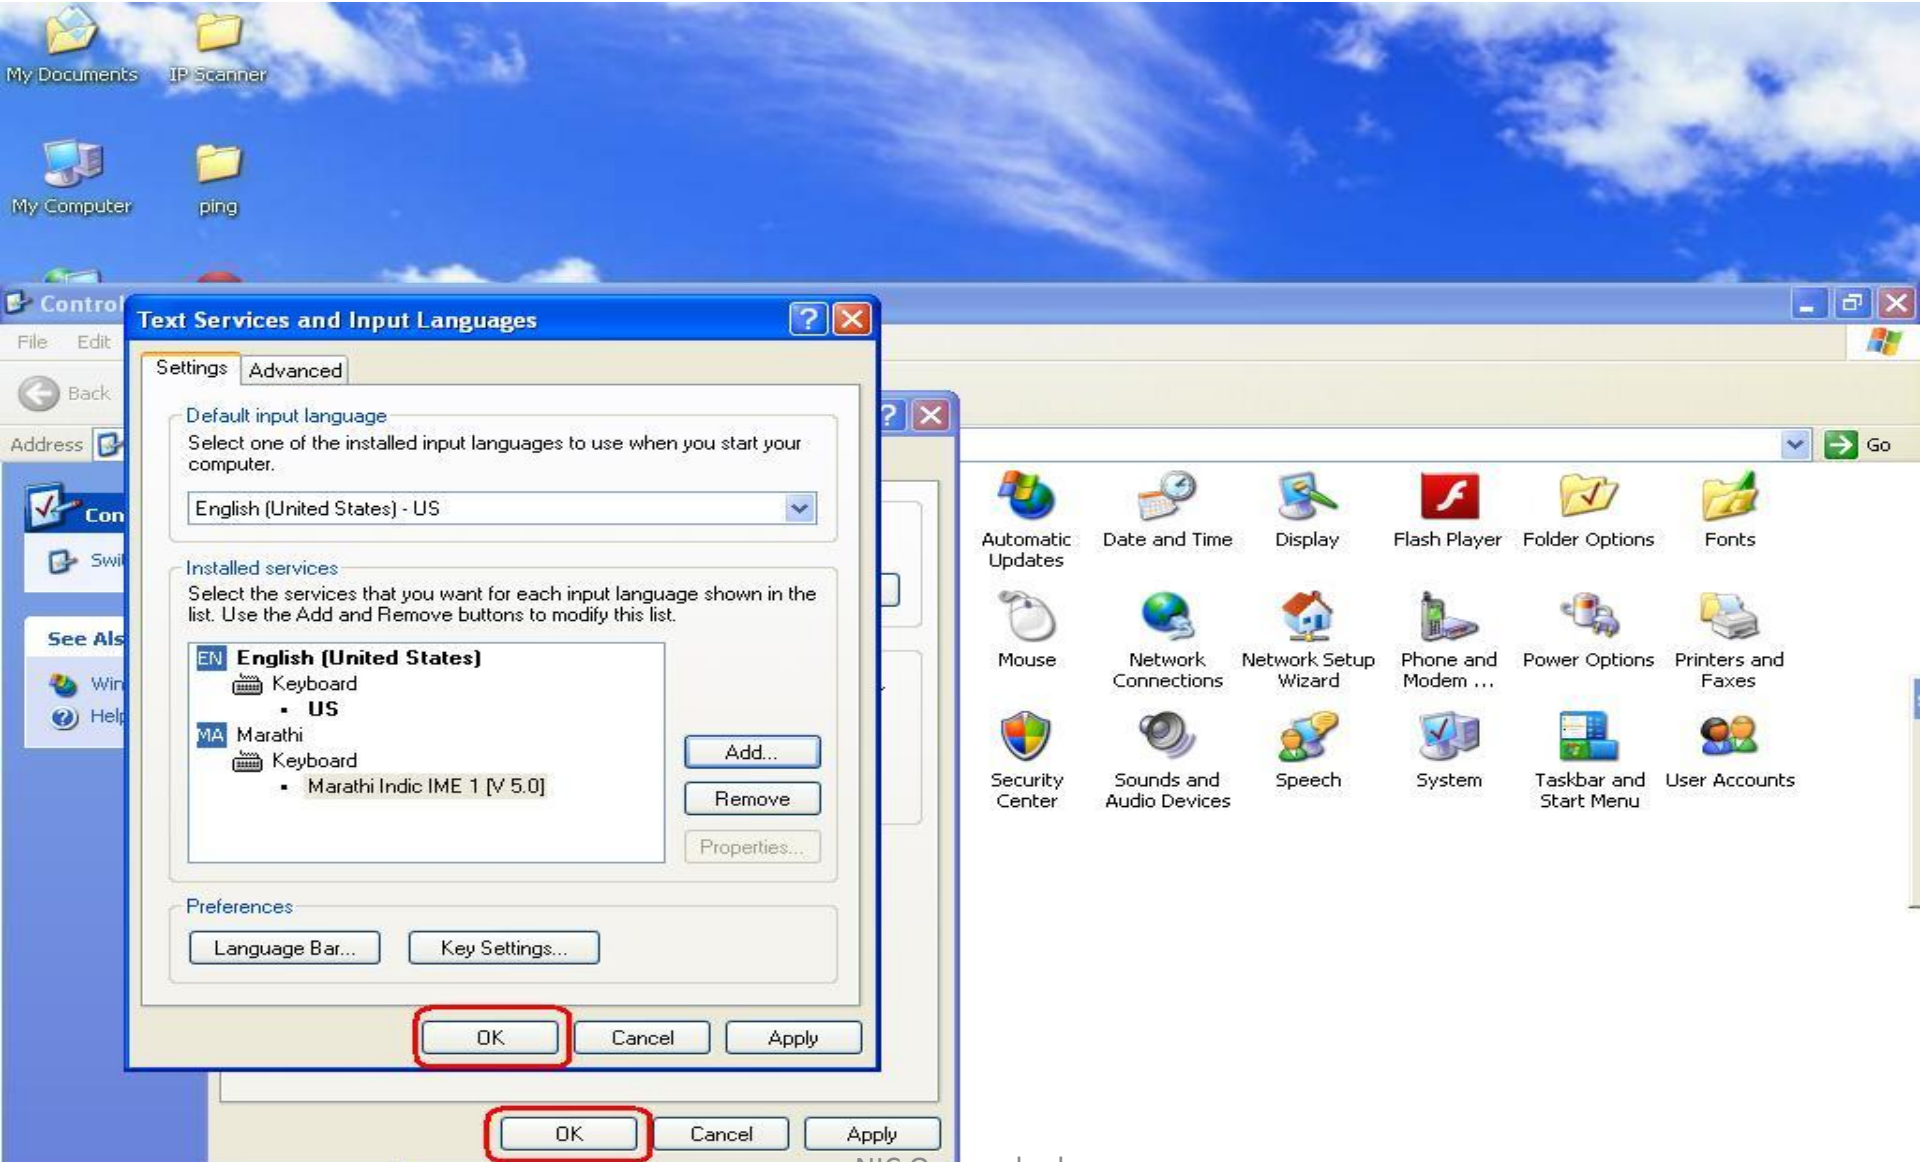 My Documents
IP Scanner
My Computer
ping
Control
Text Services and Input Languages
File Edit
Settings
Advanced
Back
Default input language
Select one of the installed input languages to use when you start your
computer.
Address
Go
English (United States) - US
Installed services
Select the services that you want for each input language shown in the
list. Use the Add and Remove buttons to modify this list.
See Als
EN English (United States)
Keyboard
• US
MA Marathi
Keyboard
• Marathi Indic IME 1 [V 5.0]
Add...
Remove
Properties...
Preferences
Language Bar...
Key Settings...
OK
Cancel
Apply
OK
Cancel
Apply
Con
Swit
Win
Help
Automatic
Updates
Date and Time
Display
Flash Player
Folder Options
Fonts
Mouse
Network
Connections
Network Setup
Wizard
Phone and
Modem ...
Power Options
Printers and
Faxes
Security
Center
Sounds and
Audio Devices
Speech
System
Taskbar and
Start Menu
User Accounts